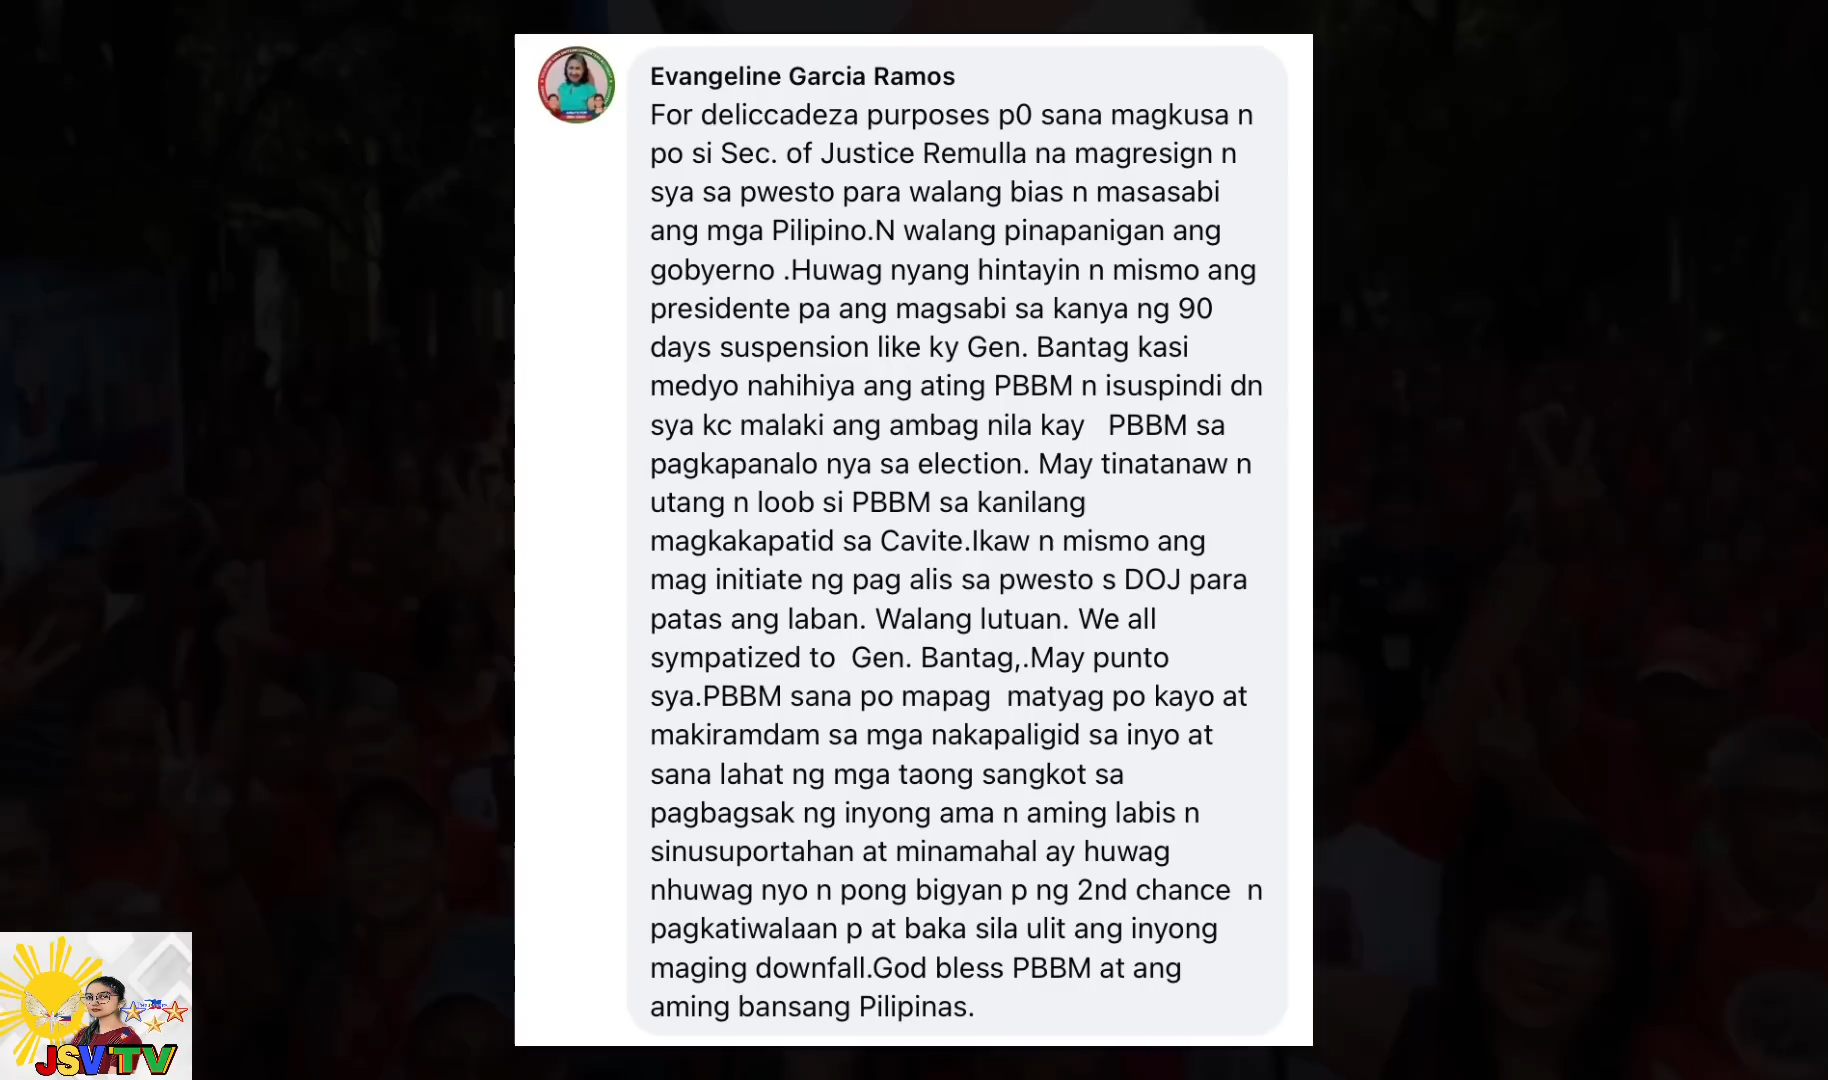 Evangeline Garcia Ramos
For deliccadeza purposes p0 sana magkusa n
po si Sec. of Justice Remulla na magresign n
sya sa pwesto para walang bias n masasabi
ang mga Pilipino.N walang pinapanigan ang
gobyerno .Huwag nyang hintayin n mismo ang
presidente pa ang magsabi sa kanya ng 90
days suspension like ky Gen. Bantag kasi
medyo nahihiya ang ating PBBM n isuspindi dn
sya kc malaki ang ambag nila kay   PBBM sa
pagkapanalo nya sa election. May tinatanaw n
utang n loob si PBBM sa kanilang
magkakapatid sa Cavite.Ikaw n mismo ang
mag initiate ng pag alis sa pwesto s DOJ para
patas ang laban. Walang lutuan. We all
sympatized to  Gen. Bantag,.May punto
sya.PBBM sana po mapag  matyag po kayo at
makiramdam sa mga nakapaligid sa inyo at
sana lahat ng mga taong sangkot sa
pagbagsak ng inyong ama n aming labis n
sinusuportahan at minamahal ay huwag
nhuwag nyo n pong bigyan p ng 2nd chance  n
pagkatiwalaan p at baka sila ulit ang inyong
maging downfall.God bless PBBM at ang
aming bansang Pilipinas.
JSV TV